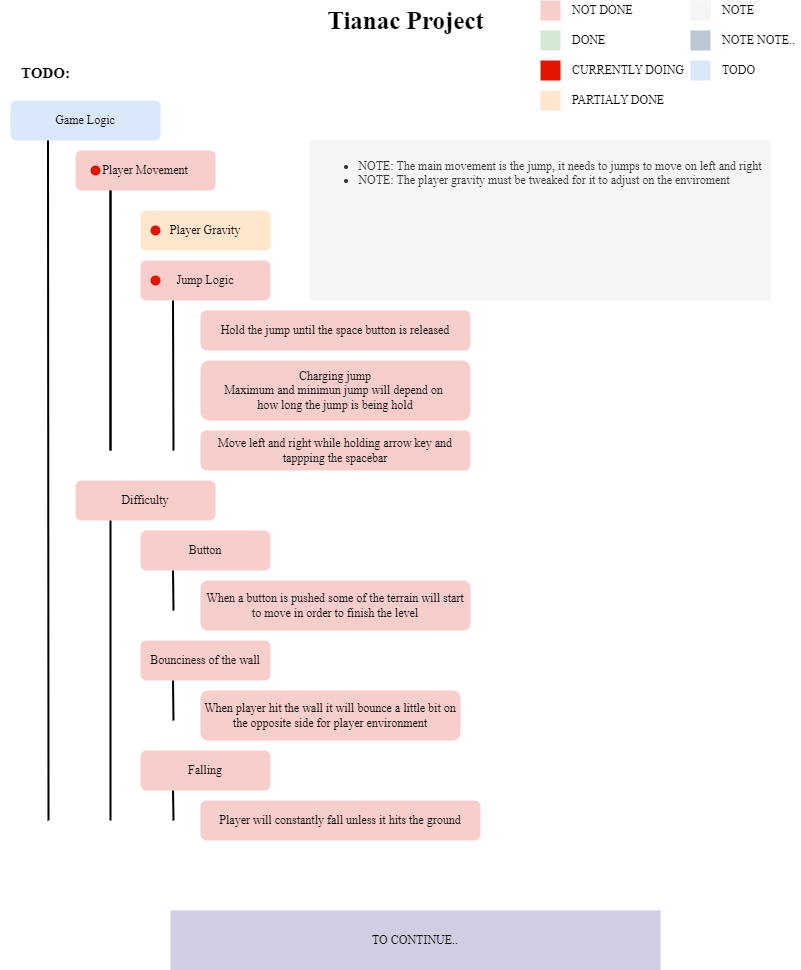 Tianac Project
NOT DONE
NOTE
DONE
NOTE NOTE..
CURRENTLY DOING
TODO
PARTIALY DONE
TODO:
Game Logic
Player Movement
NOTE: The main movement is the jump, it needs to jumps to move on left and right
NOTE: The player gravity must be tweaked for it to adjust on the enviroment
Player Gravity
Jump Logic
Hold the jump until the space button is released
Charging jump
Maximum and minimun jump will depend on
how long the jump is being hold
Move left and right while holding arrow key and
tappping the spacebar
Difficulty
Button
When a button is pushed some of the terrain will start
to move in order to finish the level
Bounciness of the wall
When player hit the wall it will bounce a little bit on
the opposite side for player environment
Falling
Player will constantly fall unless it hits the ground
TO CONTINUE..